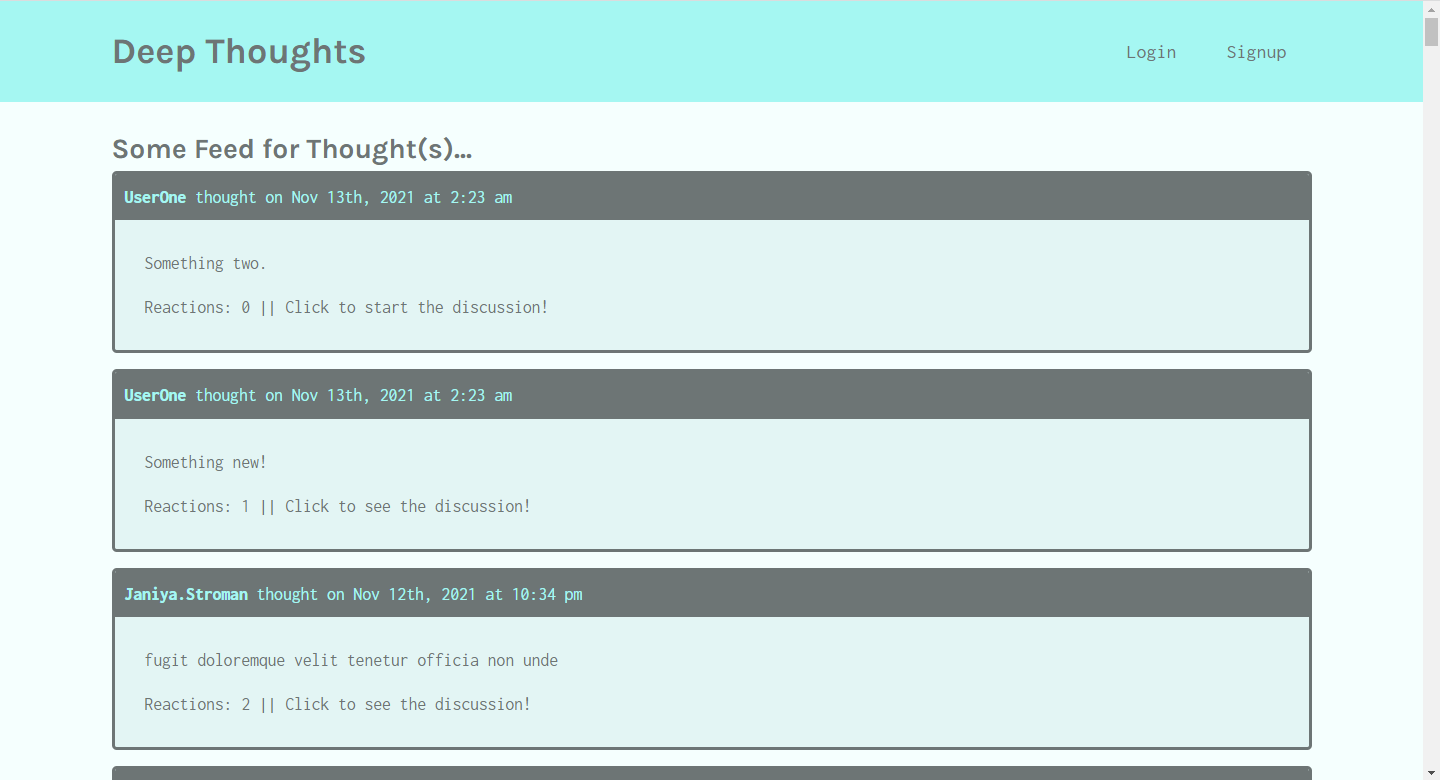 Deep Thoughts
Login
Signup
Some Feed for Thought(s)...
UserOne thought on Nov 13th, 2021 at 2:23 am
Something two.
Reactions: 0 || Click to start the discussion!
UserOne thought on Nov 13th, 2021 at 2:23 am
Something new!
Reactions: 1 || Click to see the discussion!
Janiya.Stroman thought on Nov 12th, 2021 at 10:34 pm
fugit doloremque velit tenetur officia non unde
Reactions: 2 || Click to see the discussion!